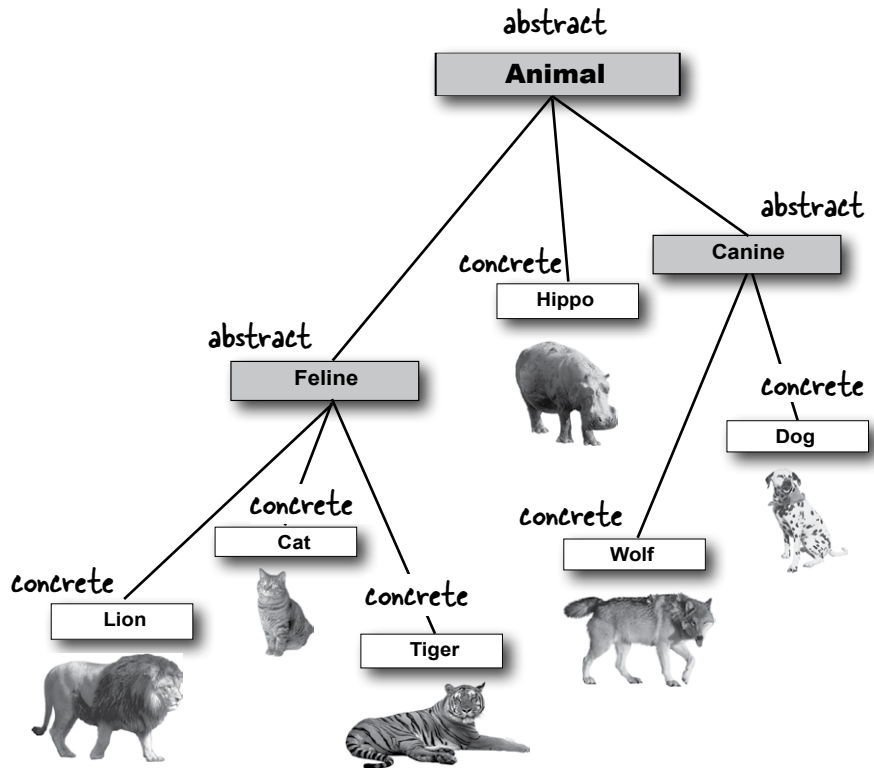 abstract
Animal
abstract
Canine
concrete
Hippo
abstract
Feline
concrete
Dog
concrete
Cat
concrete
Wolf
concrete
Lion
concrete
Tiger